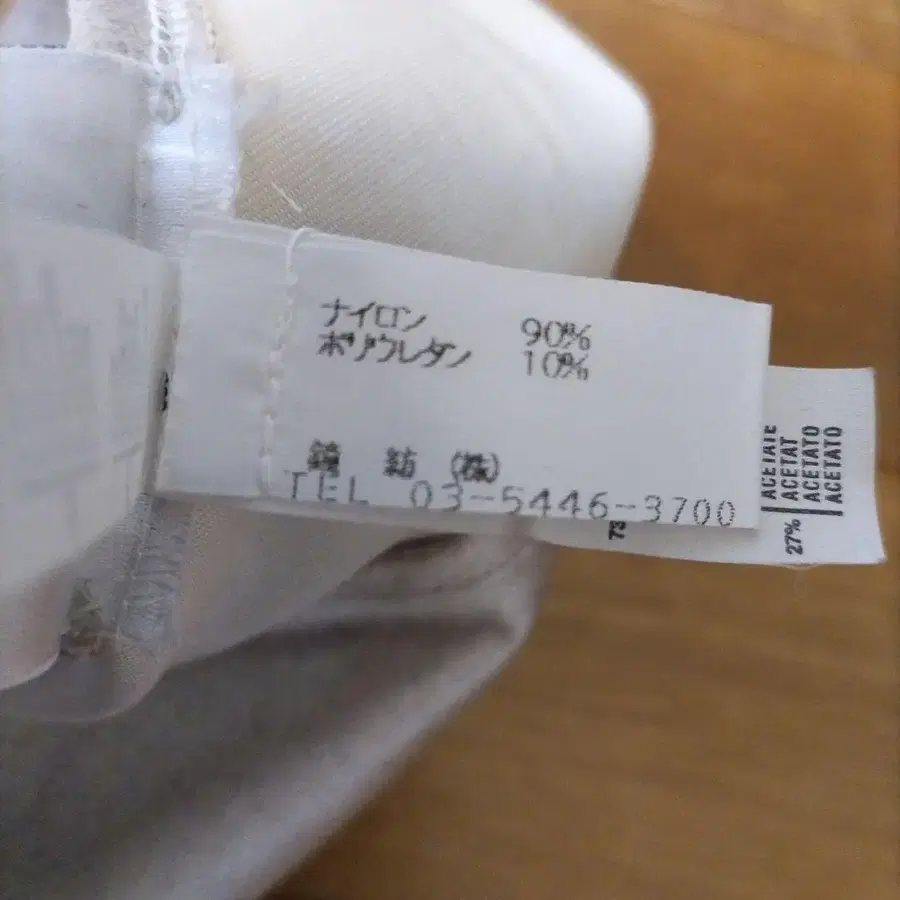 ナイロン 90%
ポリウレタン 10%
鐘 紡 (株)
TEL 03-5446-3700
27%
ACETATE
ACETAT
ACETATO
ACETATO